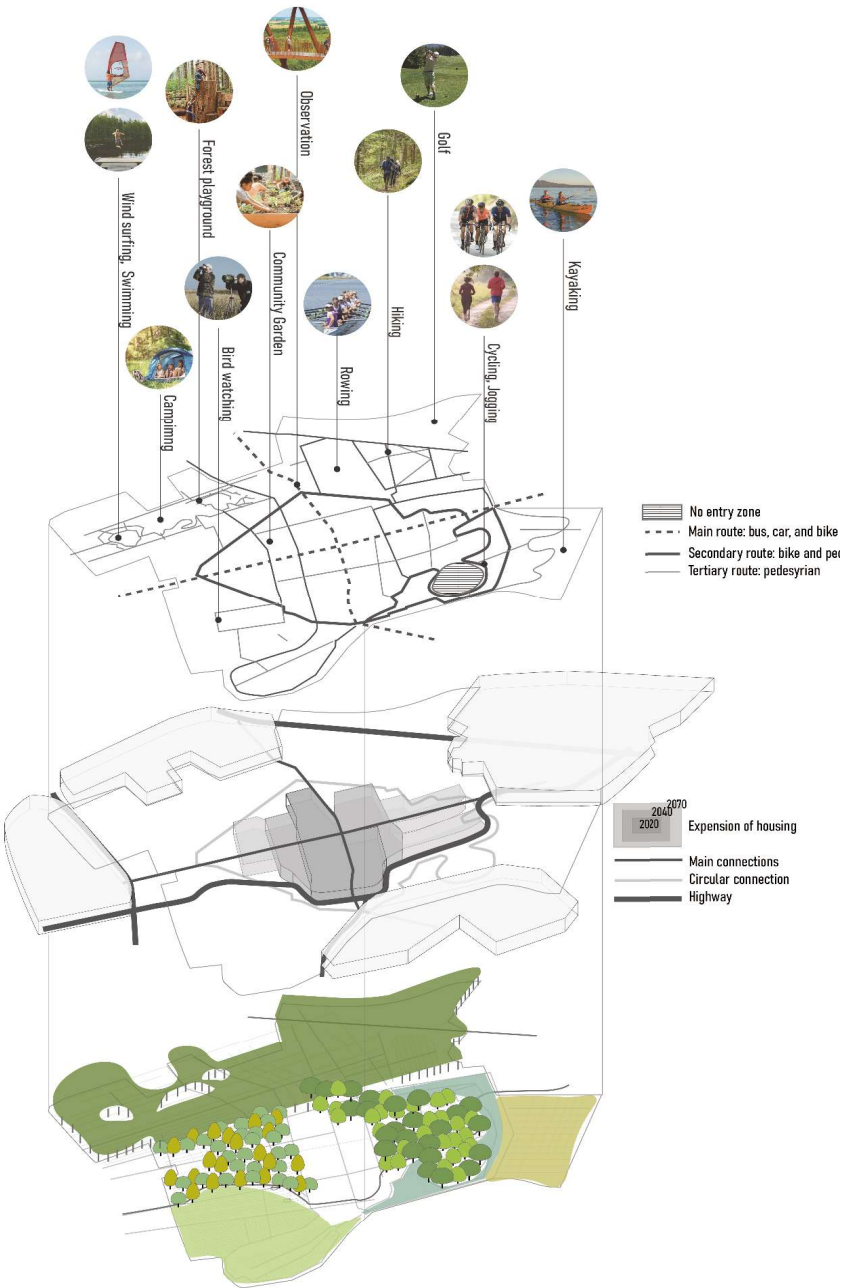 Wind surfing, Swimming
Campimng
Forest playground
Bird watching
Community Garden
Observation
Rowing
Hiking
Golf
Cycling, Jogging
Kayaking
No entry zone
Main route: bus, car, and bike
Secondary route: bike and pe
Tertiary route: pedesyrian
2070
2040
2020
Expension of housing
Main connections
Circular connection
Highway